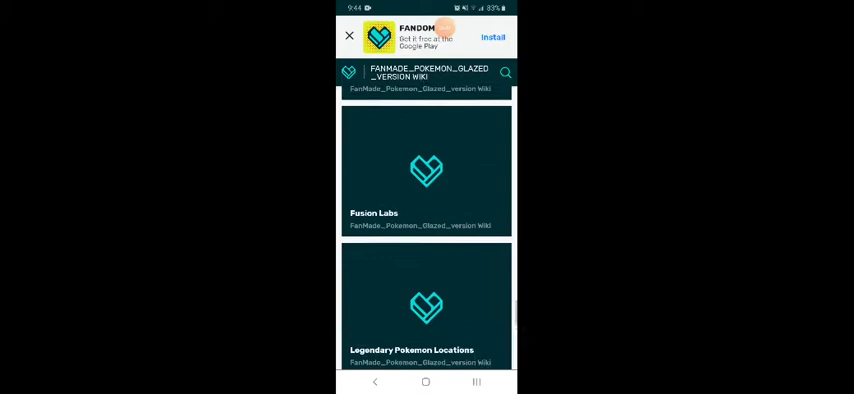 9:44
83%
FANDOM
Get it free at the
Google Play
Install
FANMADE_POKEMON_GLAZED
_VERSION WIKI
FanMade_Pokemon_Glazed_version Wiki
Fusion Labs
FanMade_Pokemon_Glazed_version Wiki
Legendary Pokemon Locations
FanMade_Pokemon_Glazed_version Wiki